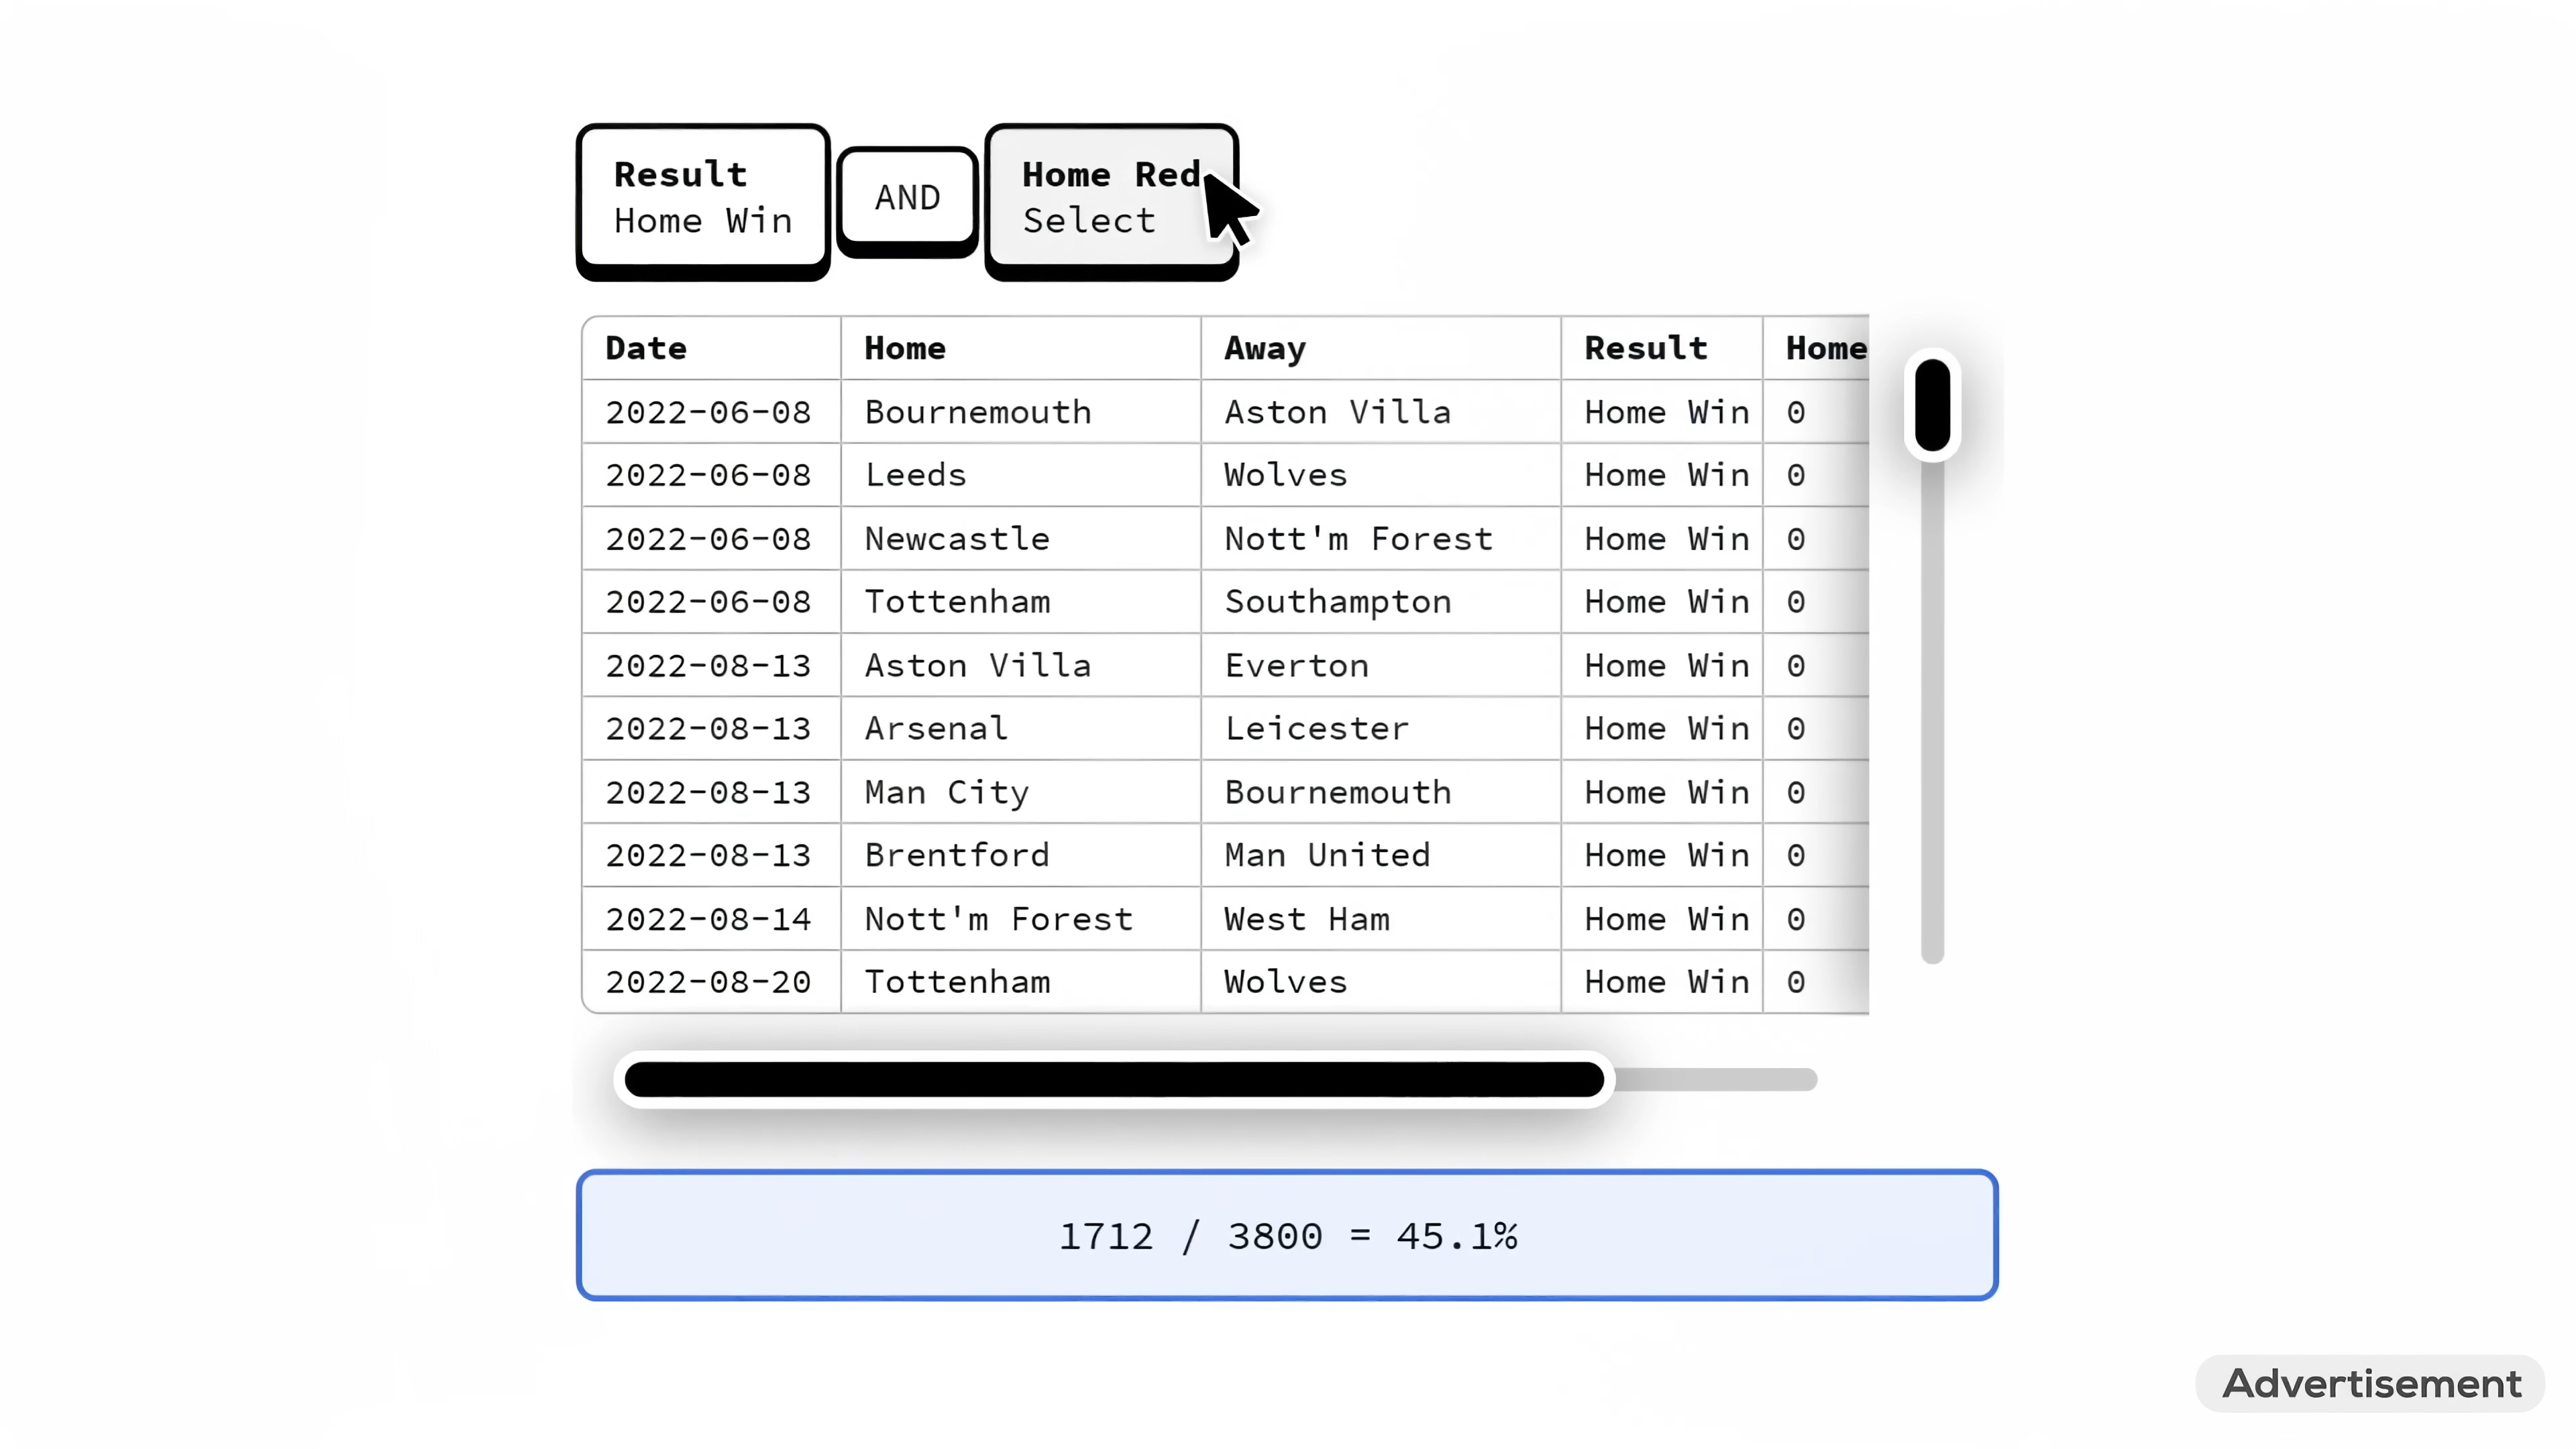 Result
Home Win
AND
Home Red
Select
Date Home Away Result Home
2022-06-08 Bournemouth Aston Villa Home Win 0
2022-06-08 Leeds Wolves Home Win 0
2022-06-08 Newcastle Nott'm Forest Home Win 0
2022-06-08 Tottenham Southampton Home Win 0
2022-08-13 Aston Villa Everton Home Win 0
2022-08-13 Arsenal Leicester Home Win 0
2022-08-13 Man City Bournemouth Home Win 0
2022-08-13 Brentford Man United Home Win 0
2022-08-14 Nott'm Forest West Ham Home Win 0
2022-08-20 Tottenham Wolves Home Win 0
1712 / 3800 = 45.1%
Advertisement